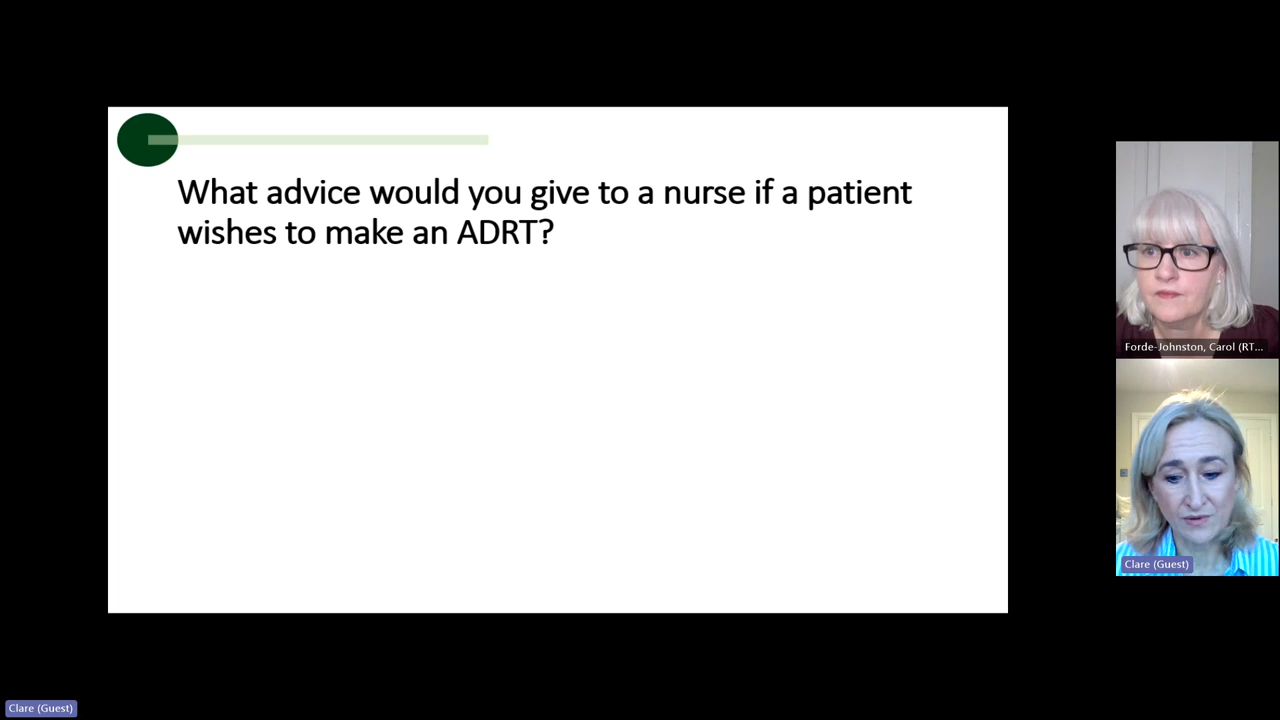 What advice would you give to a nurse if a patient
wishes to make an ADRT?
Forde-Johnston, Carol (RT...
Clare (Guest)
Clare (Guest)